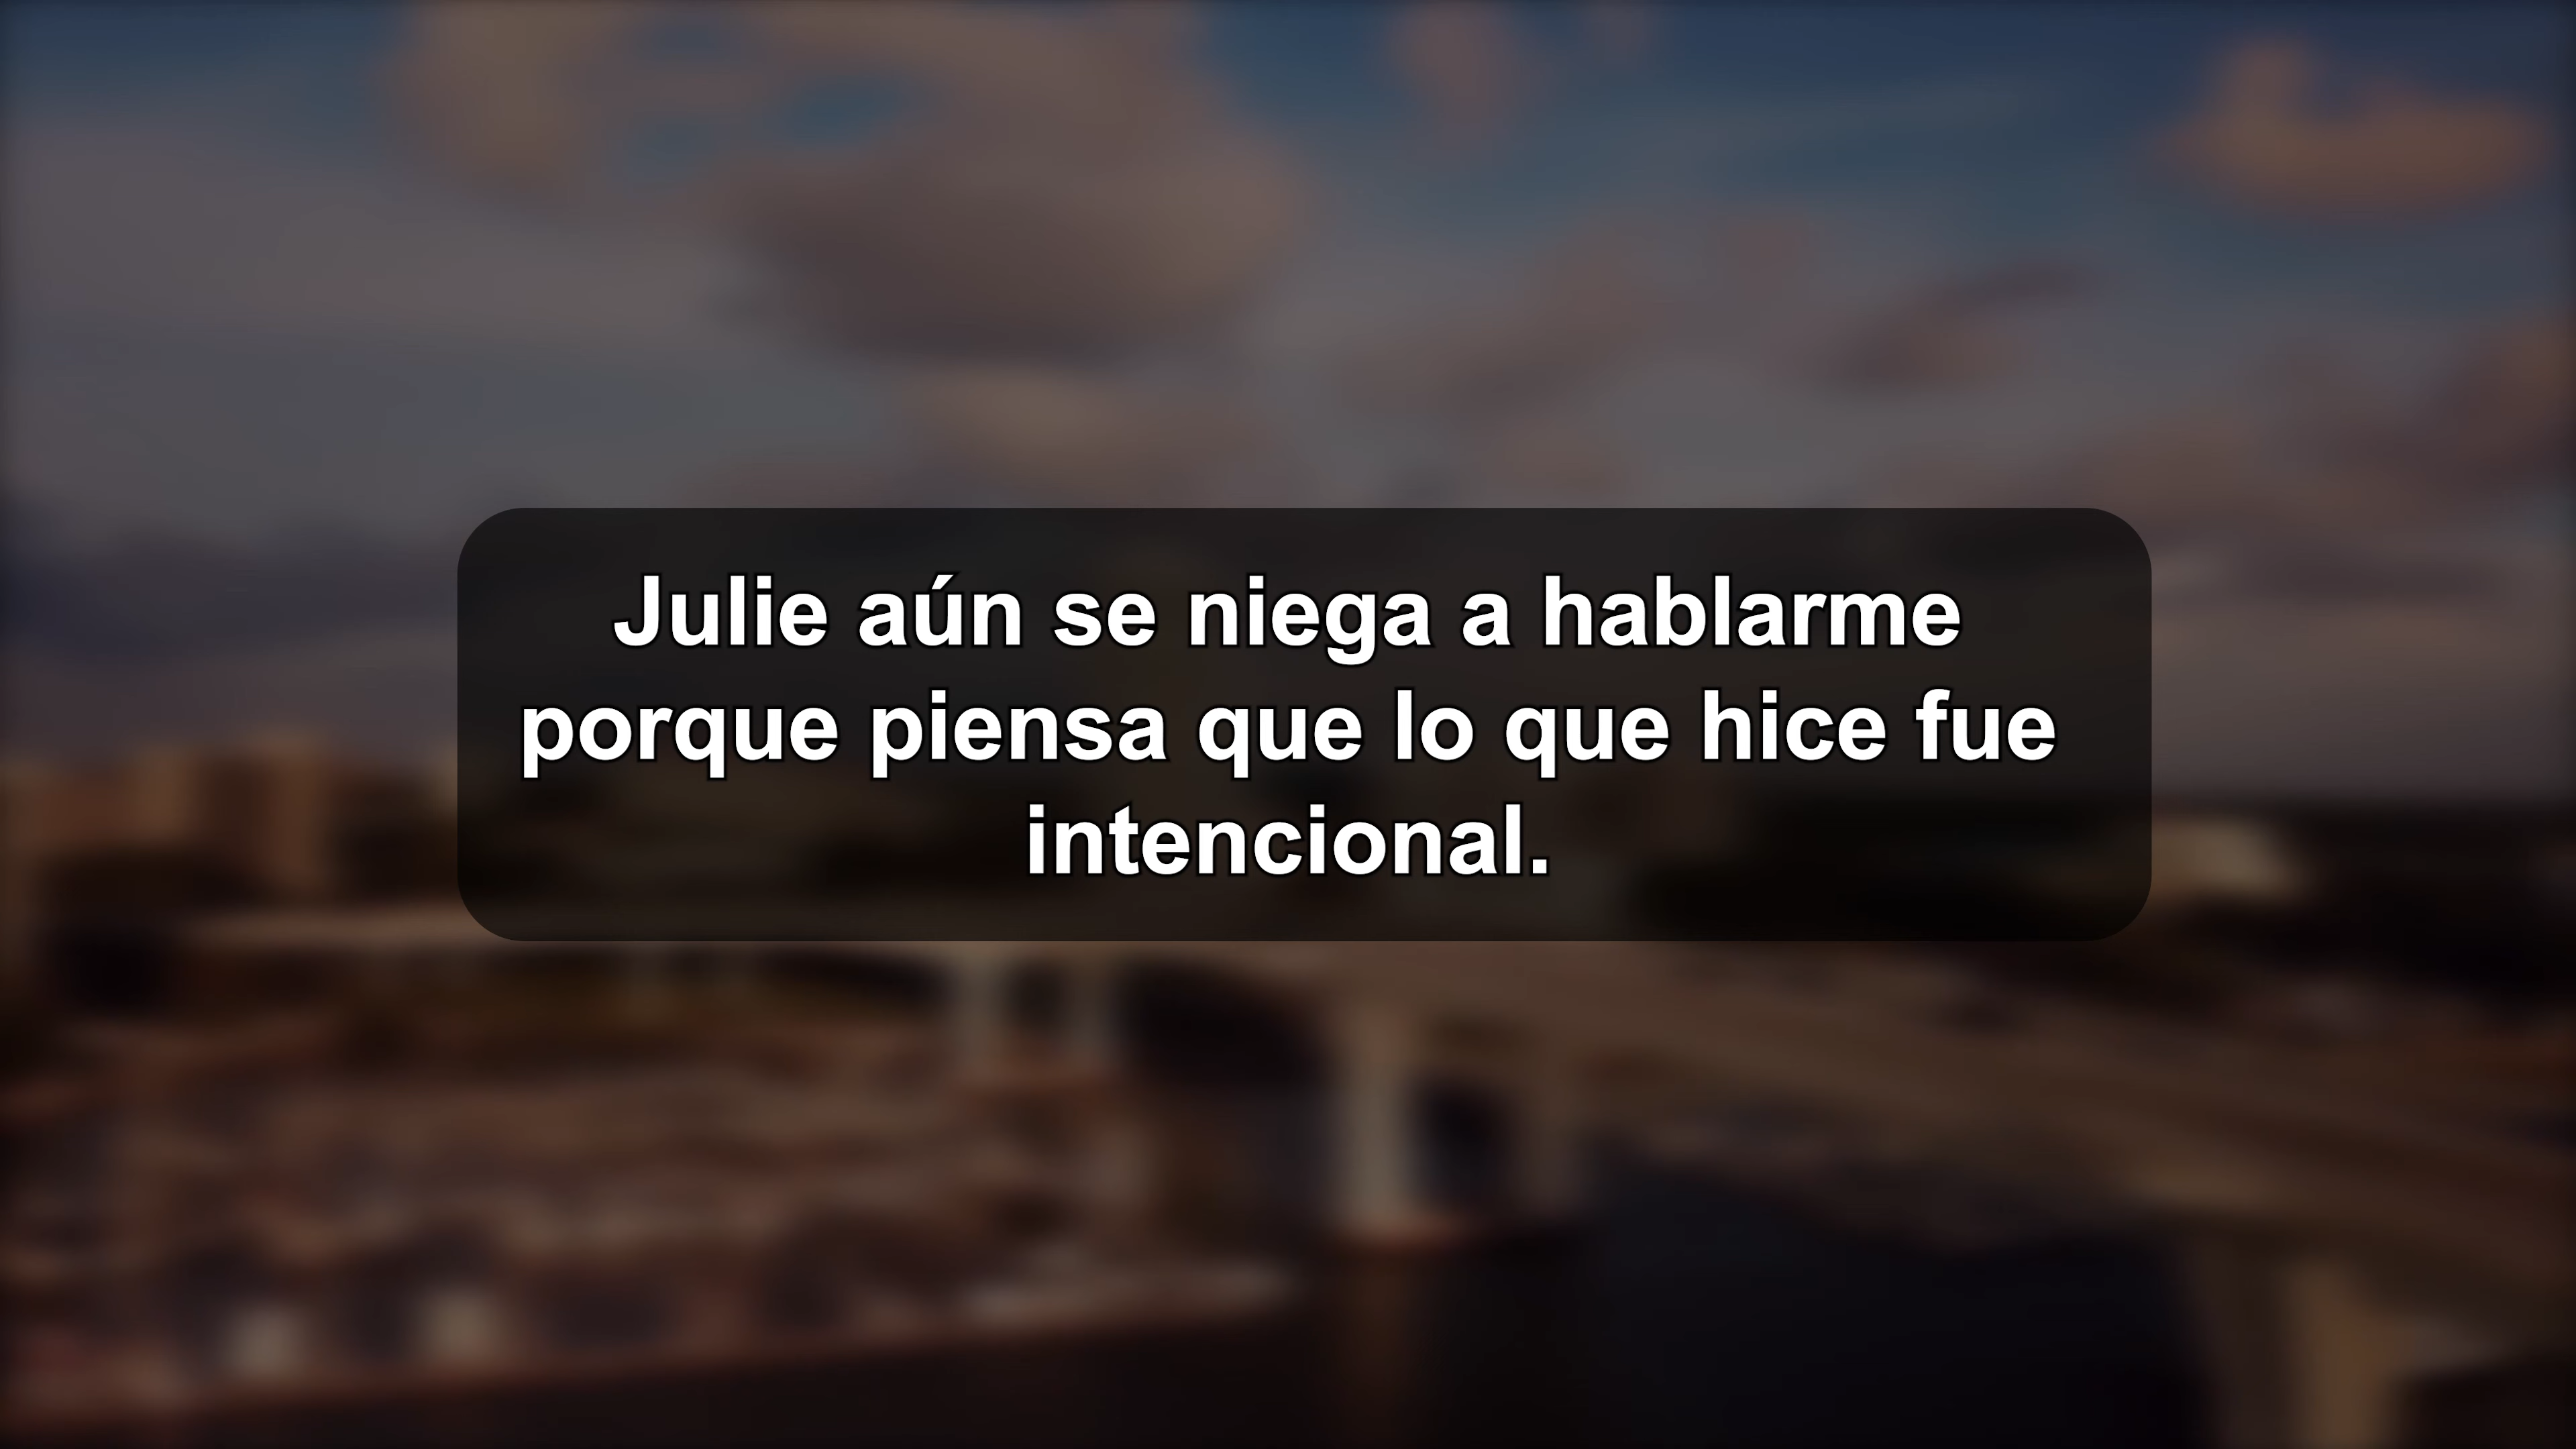 Julie aún se niega a hablarme
porque piensa que lo que hice fue
intencional.